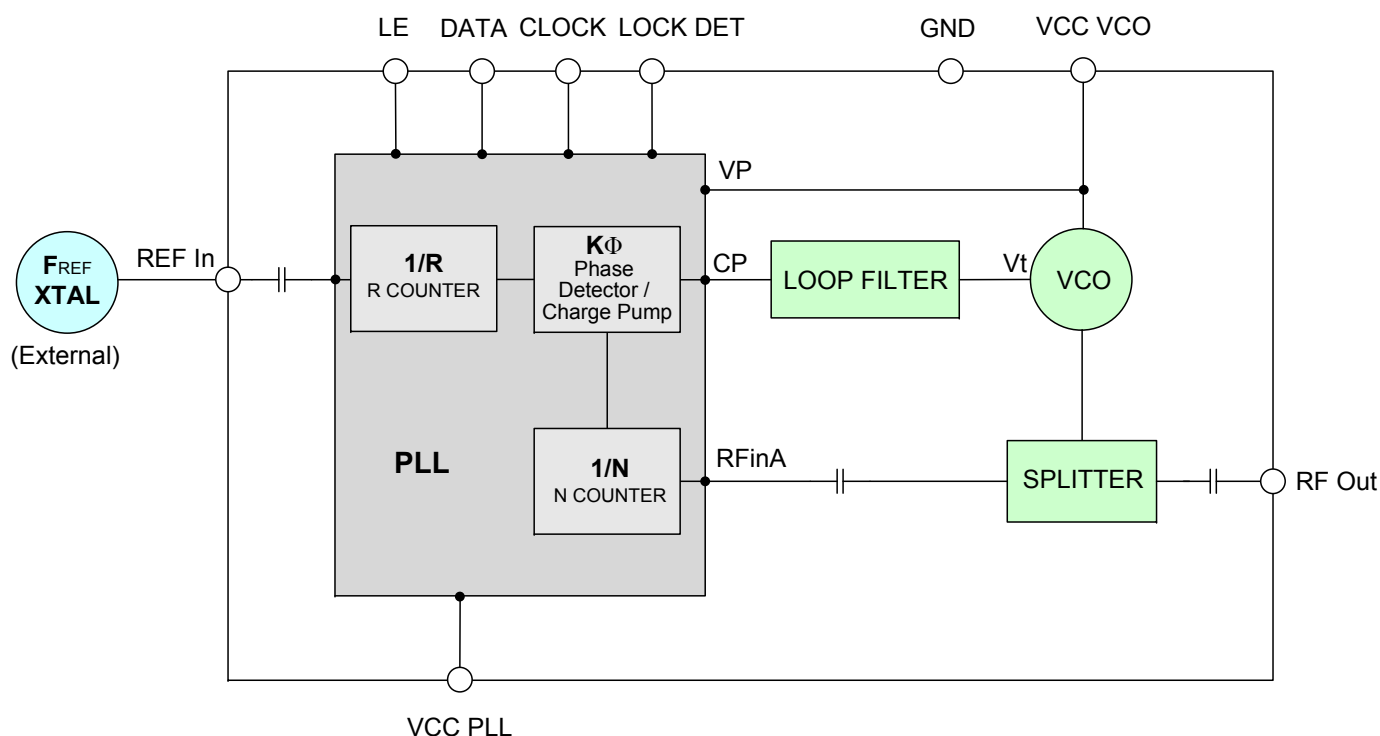 LE
DATA
CLOCK
LOCK DET
GND
VCC VCO
VP
FREF
XTAL
(External)
REF In
1/R
R COUNTER
KΦ
Phase
Detector /
Charge Pump
CP
LOOP FILTER
Vt
VCO
PLL
1/N
N COUNTER
RFinA
SPLITTER
RF Out
VCC PLL